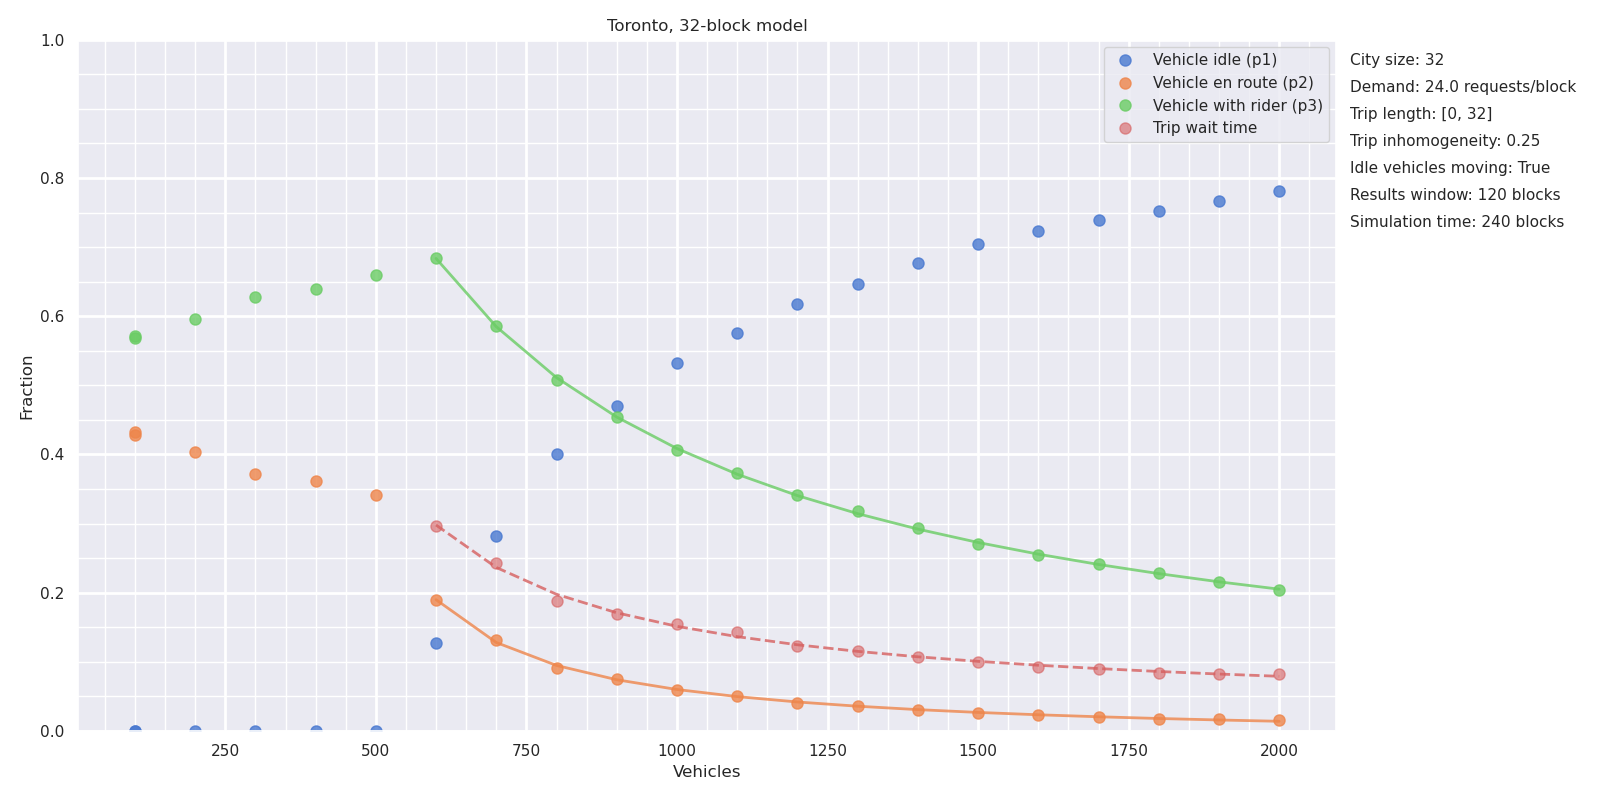 Toronto, 32-block model
1.0
0.8
0.6
0.4
0.2
0.0
Fraction
250
500
750
1000
1250
1500
1750
2000
Vehicles
Vehicle idle (p1)
Vehicle en route (p2)
Vehicle with rider (p3)
Trip wait time
City size: 32
Demand: 24.0 requests/block
Trip length: [0, 32]
Trip inhomogeneity: 0.25
Idle vehicles moving: True
Results window: 120 blocks
Simulation time: 240 blocks